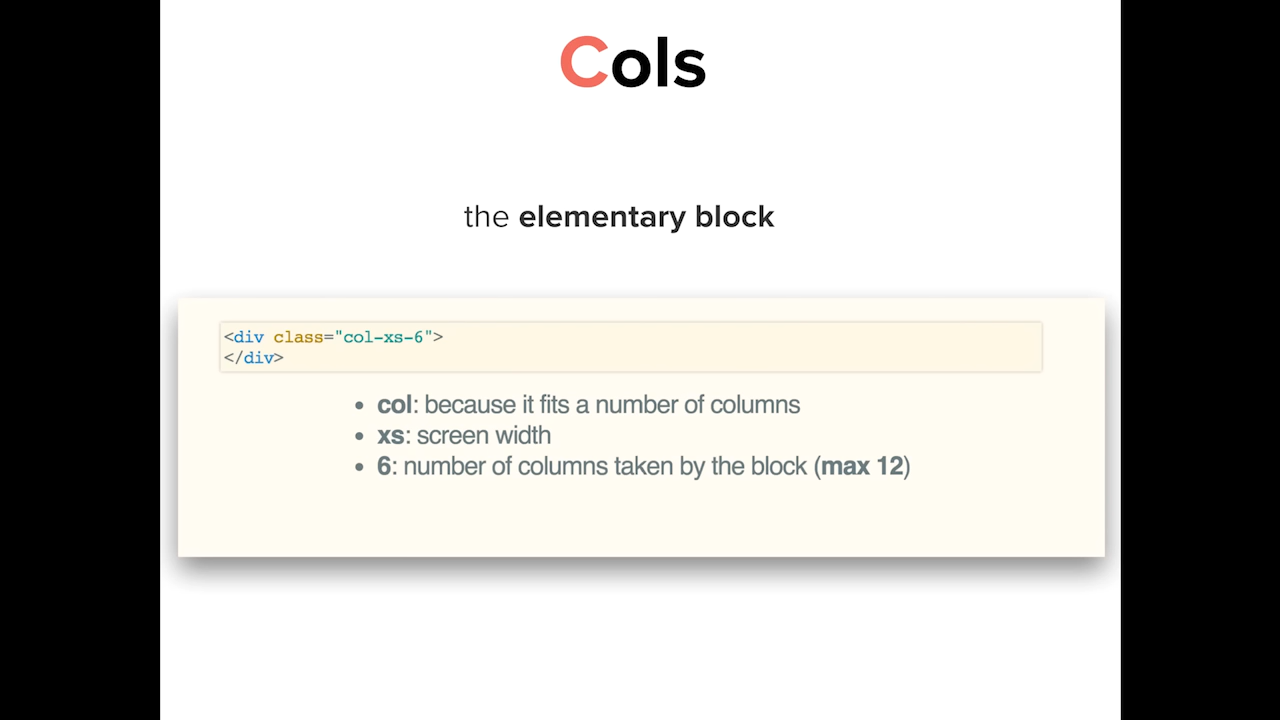 Cols
the elementary block
<div class="col-xs-6">
</div>
• col: because it fits a number of columns
• xs: screen width
• 6: number of columns taken by the block (max 12)